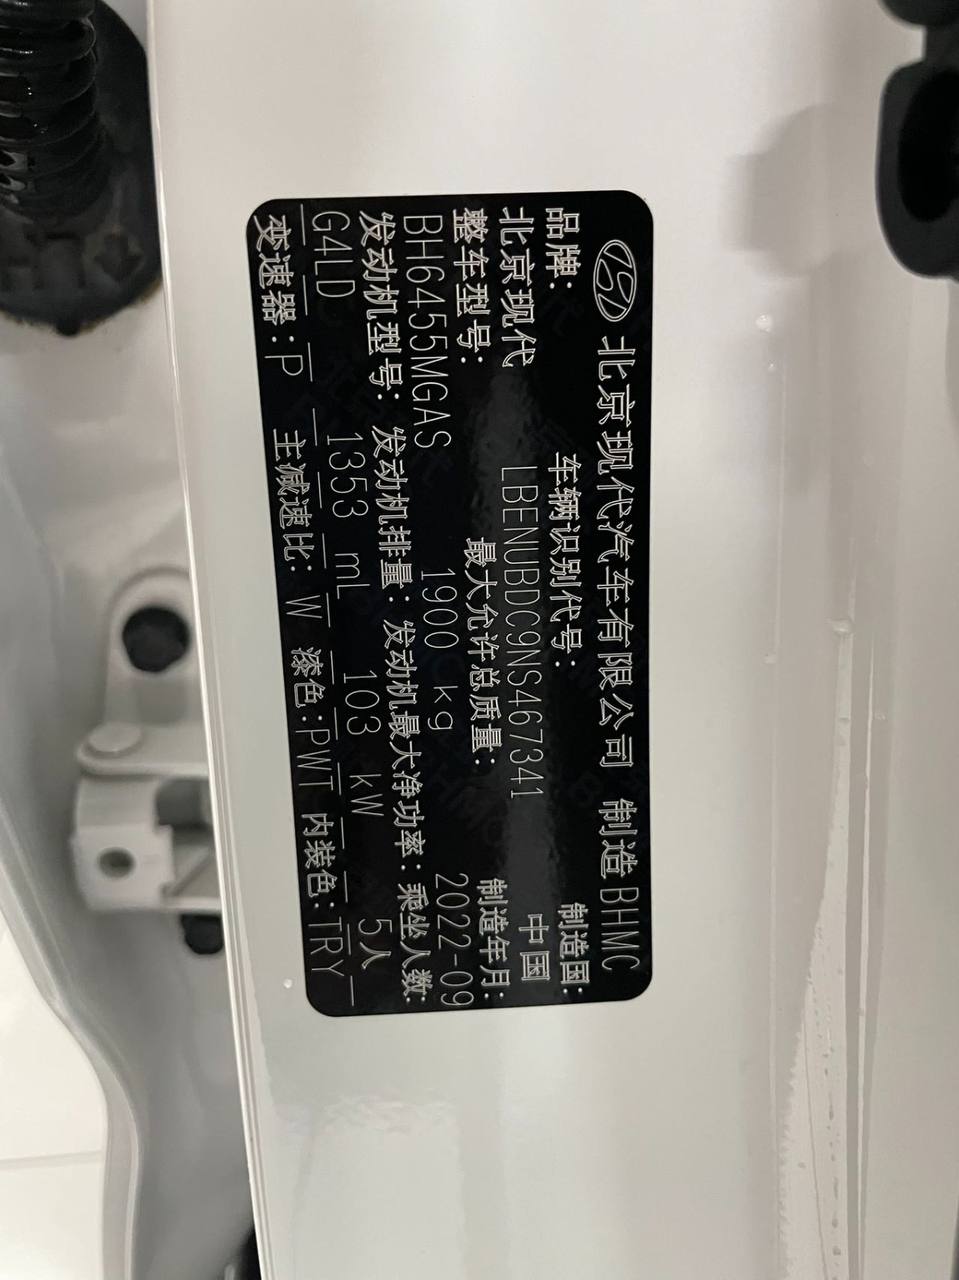 北京现代汽车有限公司 制造 BHMC
品牌: 车辆识别代号: 制造国:
北京现代 LBENUBDC9NS467341 中国
整车型号: 最大允许总质量: 制造年月:
BH6455MGAS 1900 kg 2022-09
发动机型号: 发动机排量: 发动机最大净功率: 乘坐人数:
G4LD 1353 mL 103 kW 5人
变速器: P 主减速比: W 漆色: PWT 内装色: TRY